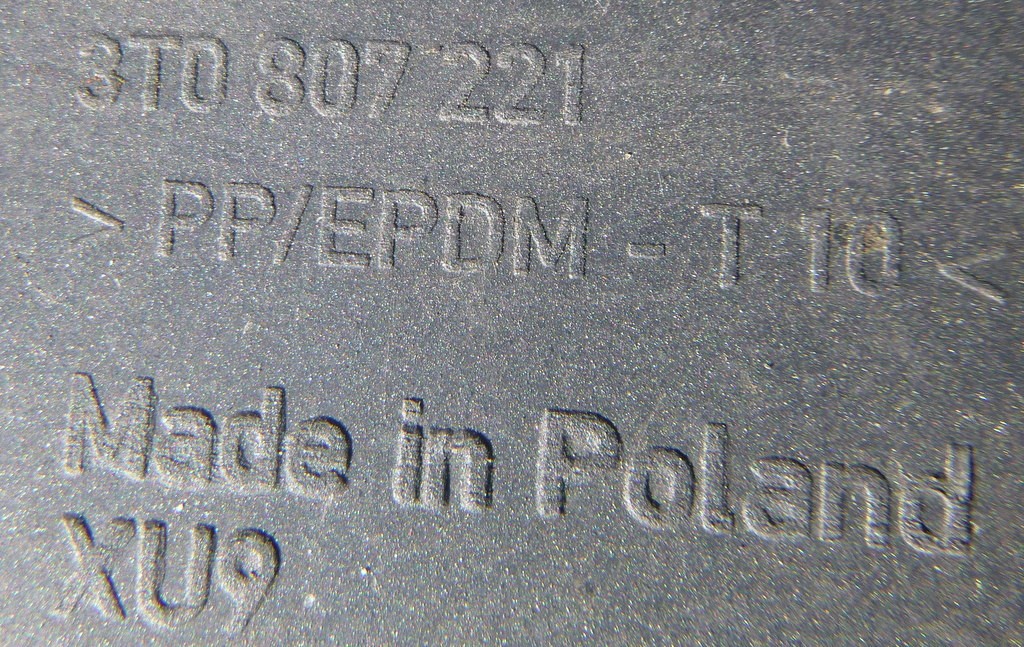 3T0 807 221
> PP/EPDM - T 10 <
Made in Poland
XU9